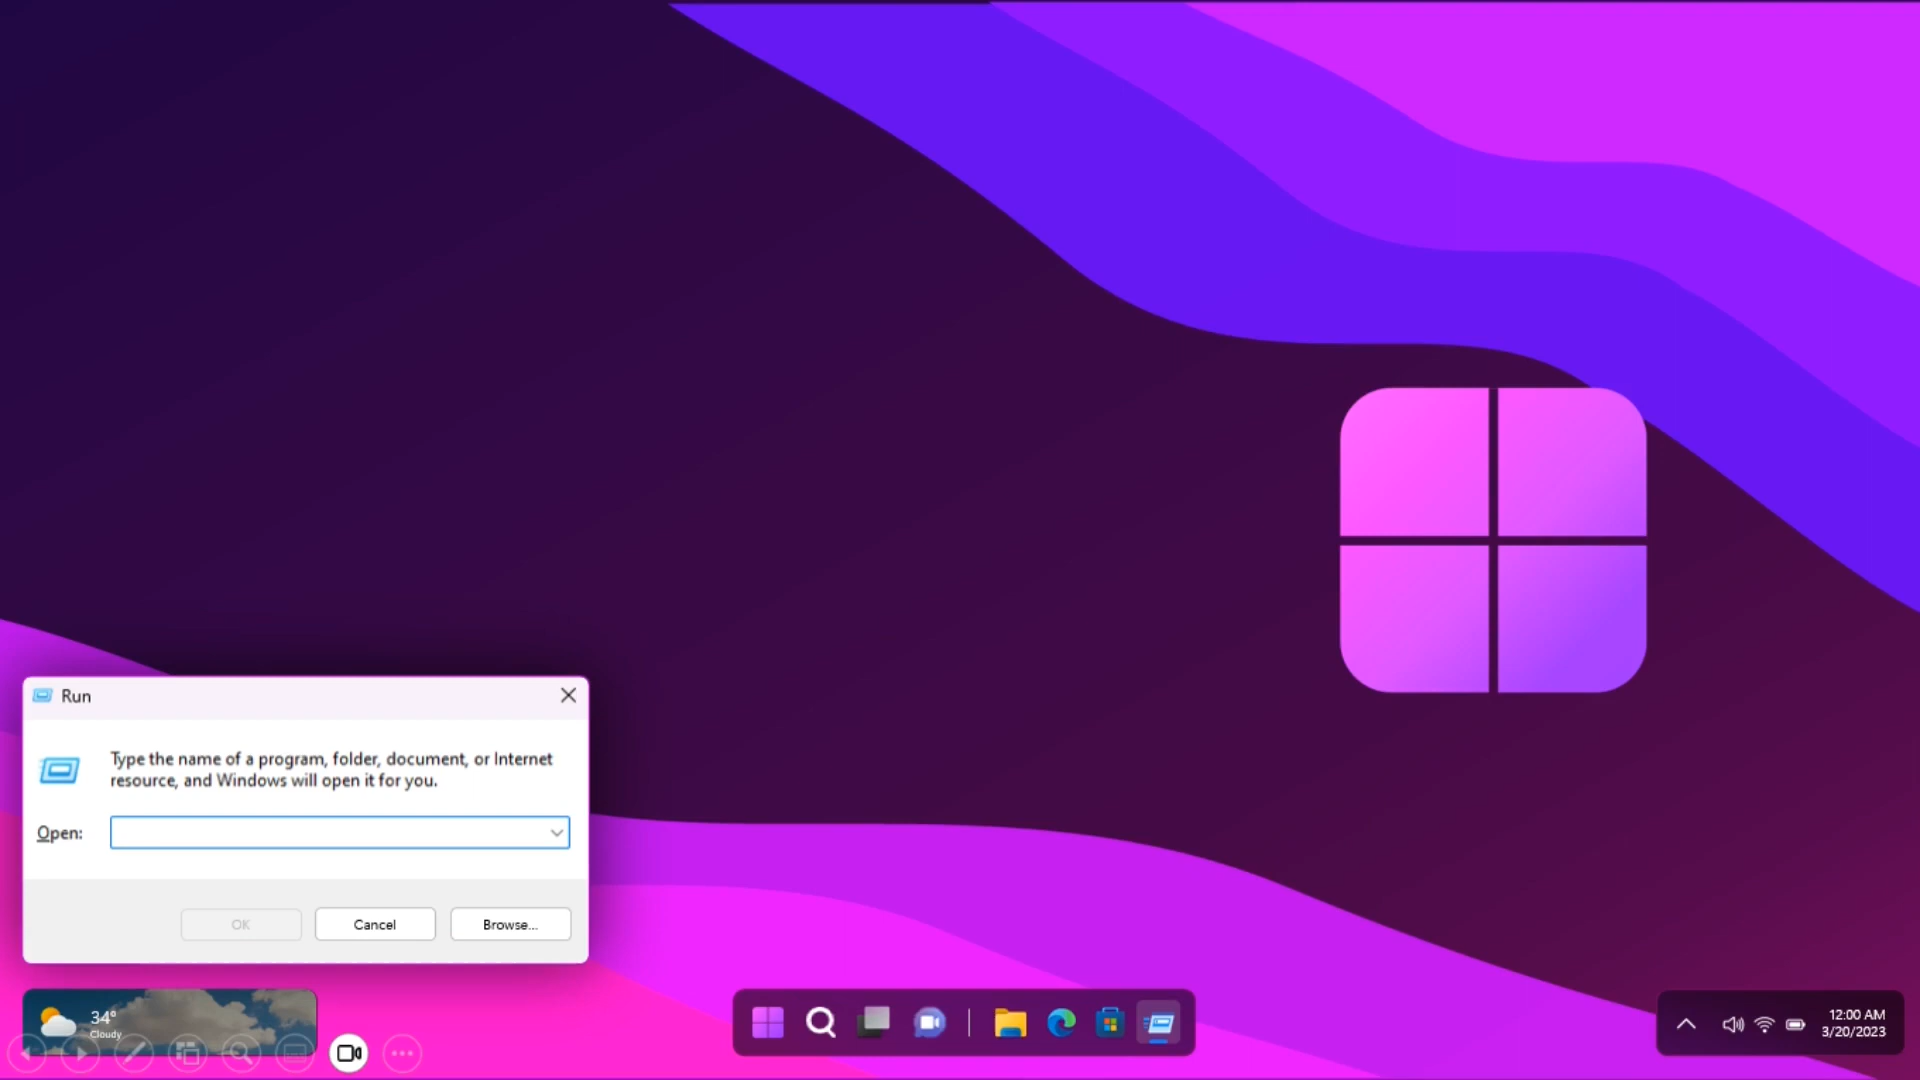 Run
Type the name of a program, folder, document, or Internet
resource, and Windows will open it for you.
Open:
OK
Cancel
Browse...
34°
Cloudy
12:00 AM
3/20/2023